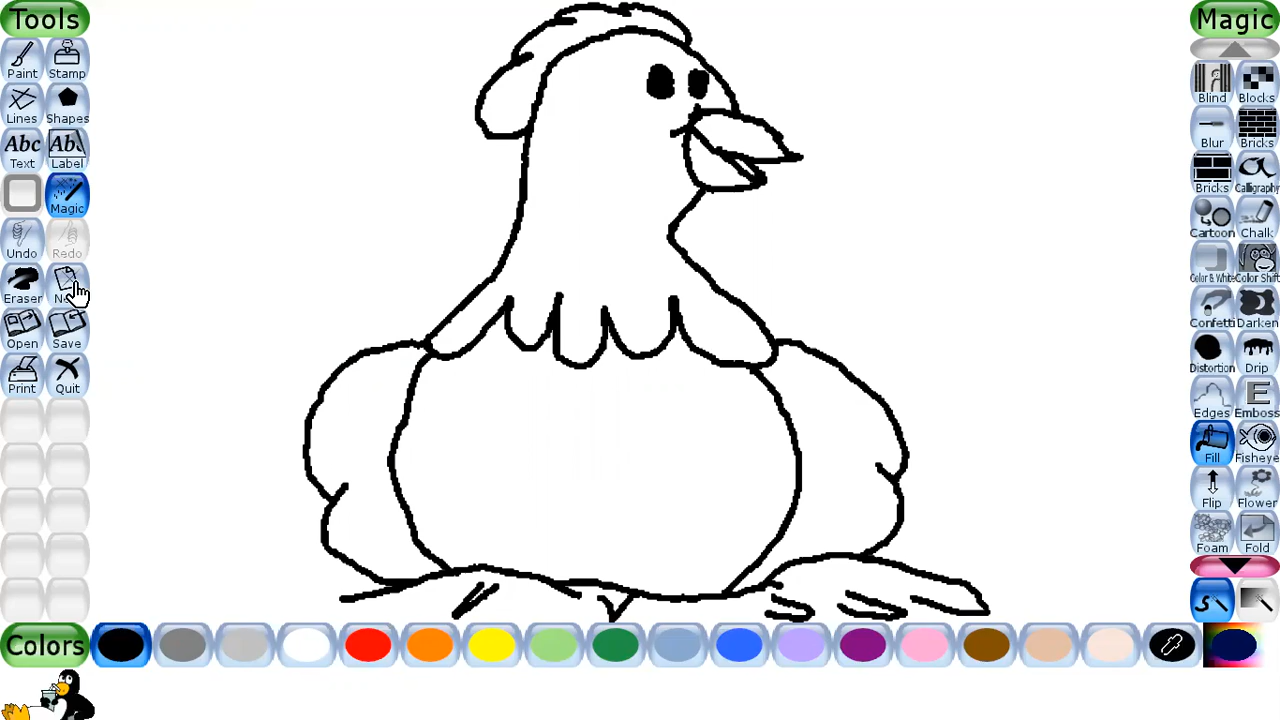 Tools
Magic
Paint
Stamp
Lines
Shapes
Abc
Text
Abc
Label
Magic
Undo
Redo
Eraser
Open
Save
Print
Quit
Blind
Blocks
Blur
Bricks
Bricks
Calligraphy
Cartoon
Chalk
Color & White
Color Shift
Confetti
Darken
Distortion
Drip
Edges
E
Emboss
Fill
Fisheye
Flip
Flower
Foam
Fold
Colors